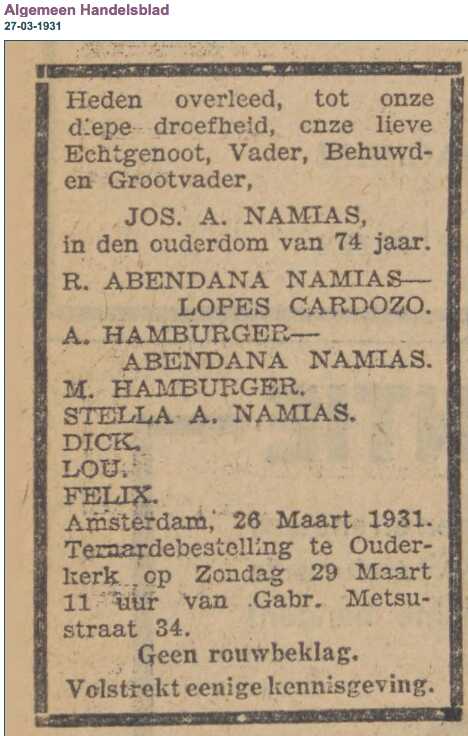 Algemeen Handelsblad
27-03-1931
Heden overleed, tot onze
diepe droefheid, onze lieve
Echtgenoot, Vader, Behuwd-
en Grootvader,
JOS. A. NAMIAS,
in den ouderdom van 74 jaar.
R. ABENDANA NAMIAS—
LOPES CARDOZO.
A. HAMBURGER—
ABENDANA NAMIAS.
M. HAMBURGER.
STELLA A. NAMIAS.
DICK.
LOU.
FELIX.
Amsterdam, 26 Maart 1931.
Teraardebestelling te Ouder-
kerk op Zondag 29 Maart
11 uur van Gabr. Metsu-
straat 34.
Geen rouwbeklag.
Volstrekt eenige kennisgeving.